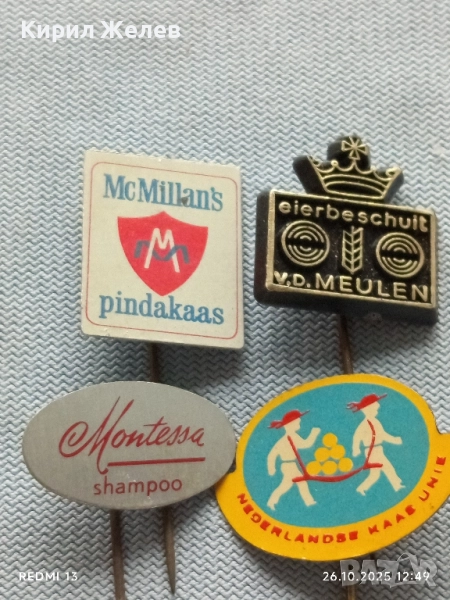 Кирил Желев
McMillan's
M
pindakaas
eierbeschuit
V.D. MEULEN
Montessa
shampoo
NEDERLANDSE KAAS UNIE
REDMI 13
26.10.2025 12:49